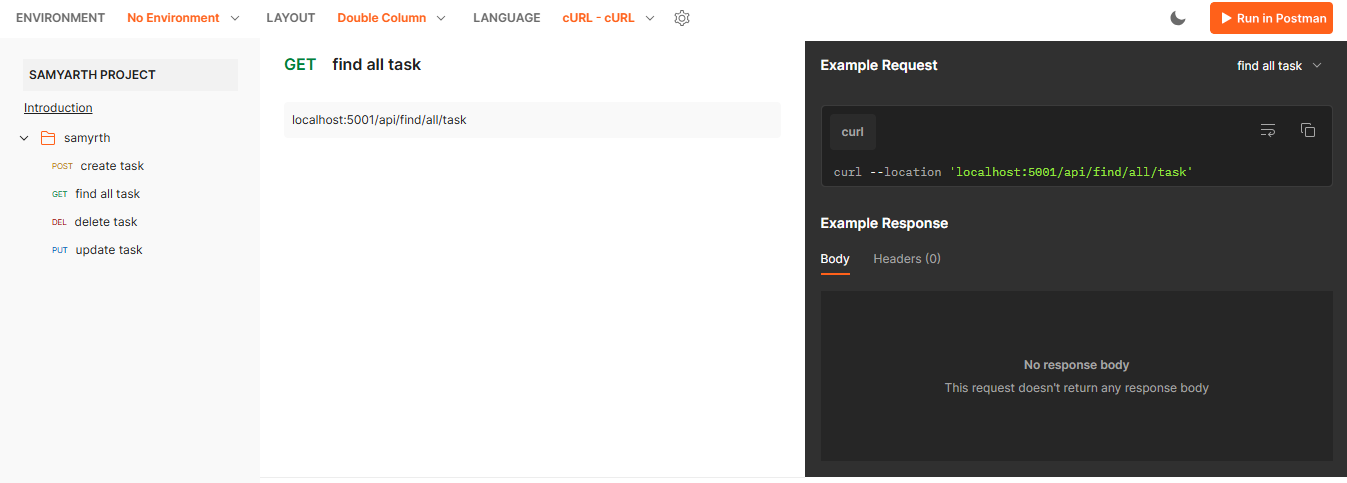 ENVIRONMENT No Environment LAYOUT Double Column LANGUAGE cURL - cURL Run in Postman
SAMYARTH PROJECT
Introduction
samyrth
POST create task
GET find all task
DEL delete task
PUT update task
GET find all task
localhost:5001/api/find/all/task
Example Request find all task
curl
curl --location 'localhost:5001/api/find/all/task'
Example Response
Body Headers (0)
No response body
This request doesn't return any response body